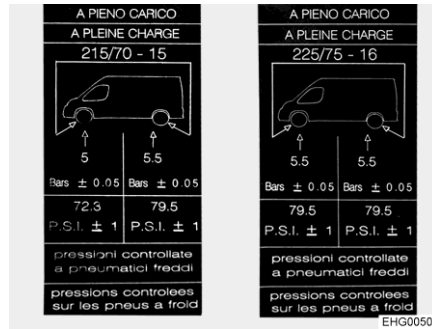 A PIENO CARICO
A PLEINE CHARGE
215/70 - 15
5 5.5
Bars ± 0.05 Bars ± 0.05
72.3 79.5
P.S.I. ± 1 P.S.I. ± 1
pressioni controllate
a pneumatici freddi
pressions controlees
sur les pneus a froid
A PIENO CARICO
A PLEINE CHARGE
225/75 - 16
5.5 5.5
Bars ± 0.05 Bars ± 0.05
79.5 79.5
P.S.I. ± 1 P.S.I. ± 1
pressioni controllate
a pneumatici freddi
pressions controlees
sur les pneus a froid
EHG0050